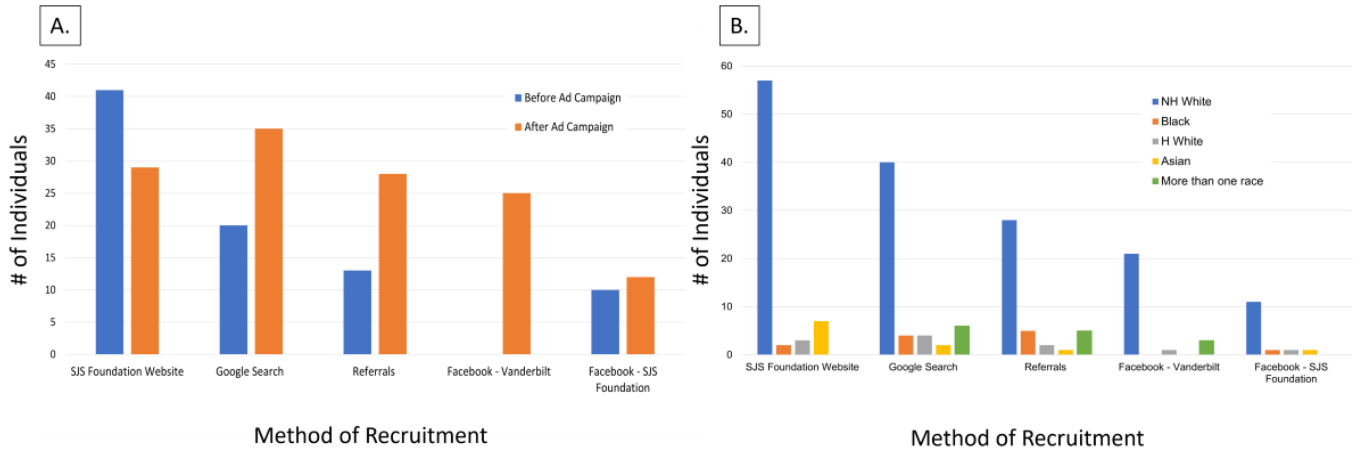 A.
45
40
35
30
25
20
15
10
5
0
# of Individuals
Before Ad Campaign
After Ad Campaign
SJS Foundation Website
Google Search
Referrals
Facebook - Vanderbilt
Facebook - SJS
Foundation
Method of Recruitment
B.
60
50
40
30
20
10
0
# of Individuals
NH White
Black
H White
Asian
More than one race
SJS Foundation Website
Google Search
Referrals
Facebook - Vanderbilt
Facebook - SJS
Foundation
Method of Recruitment